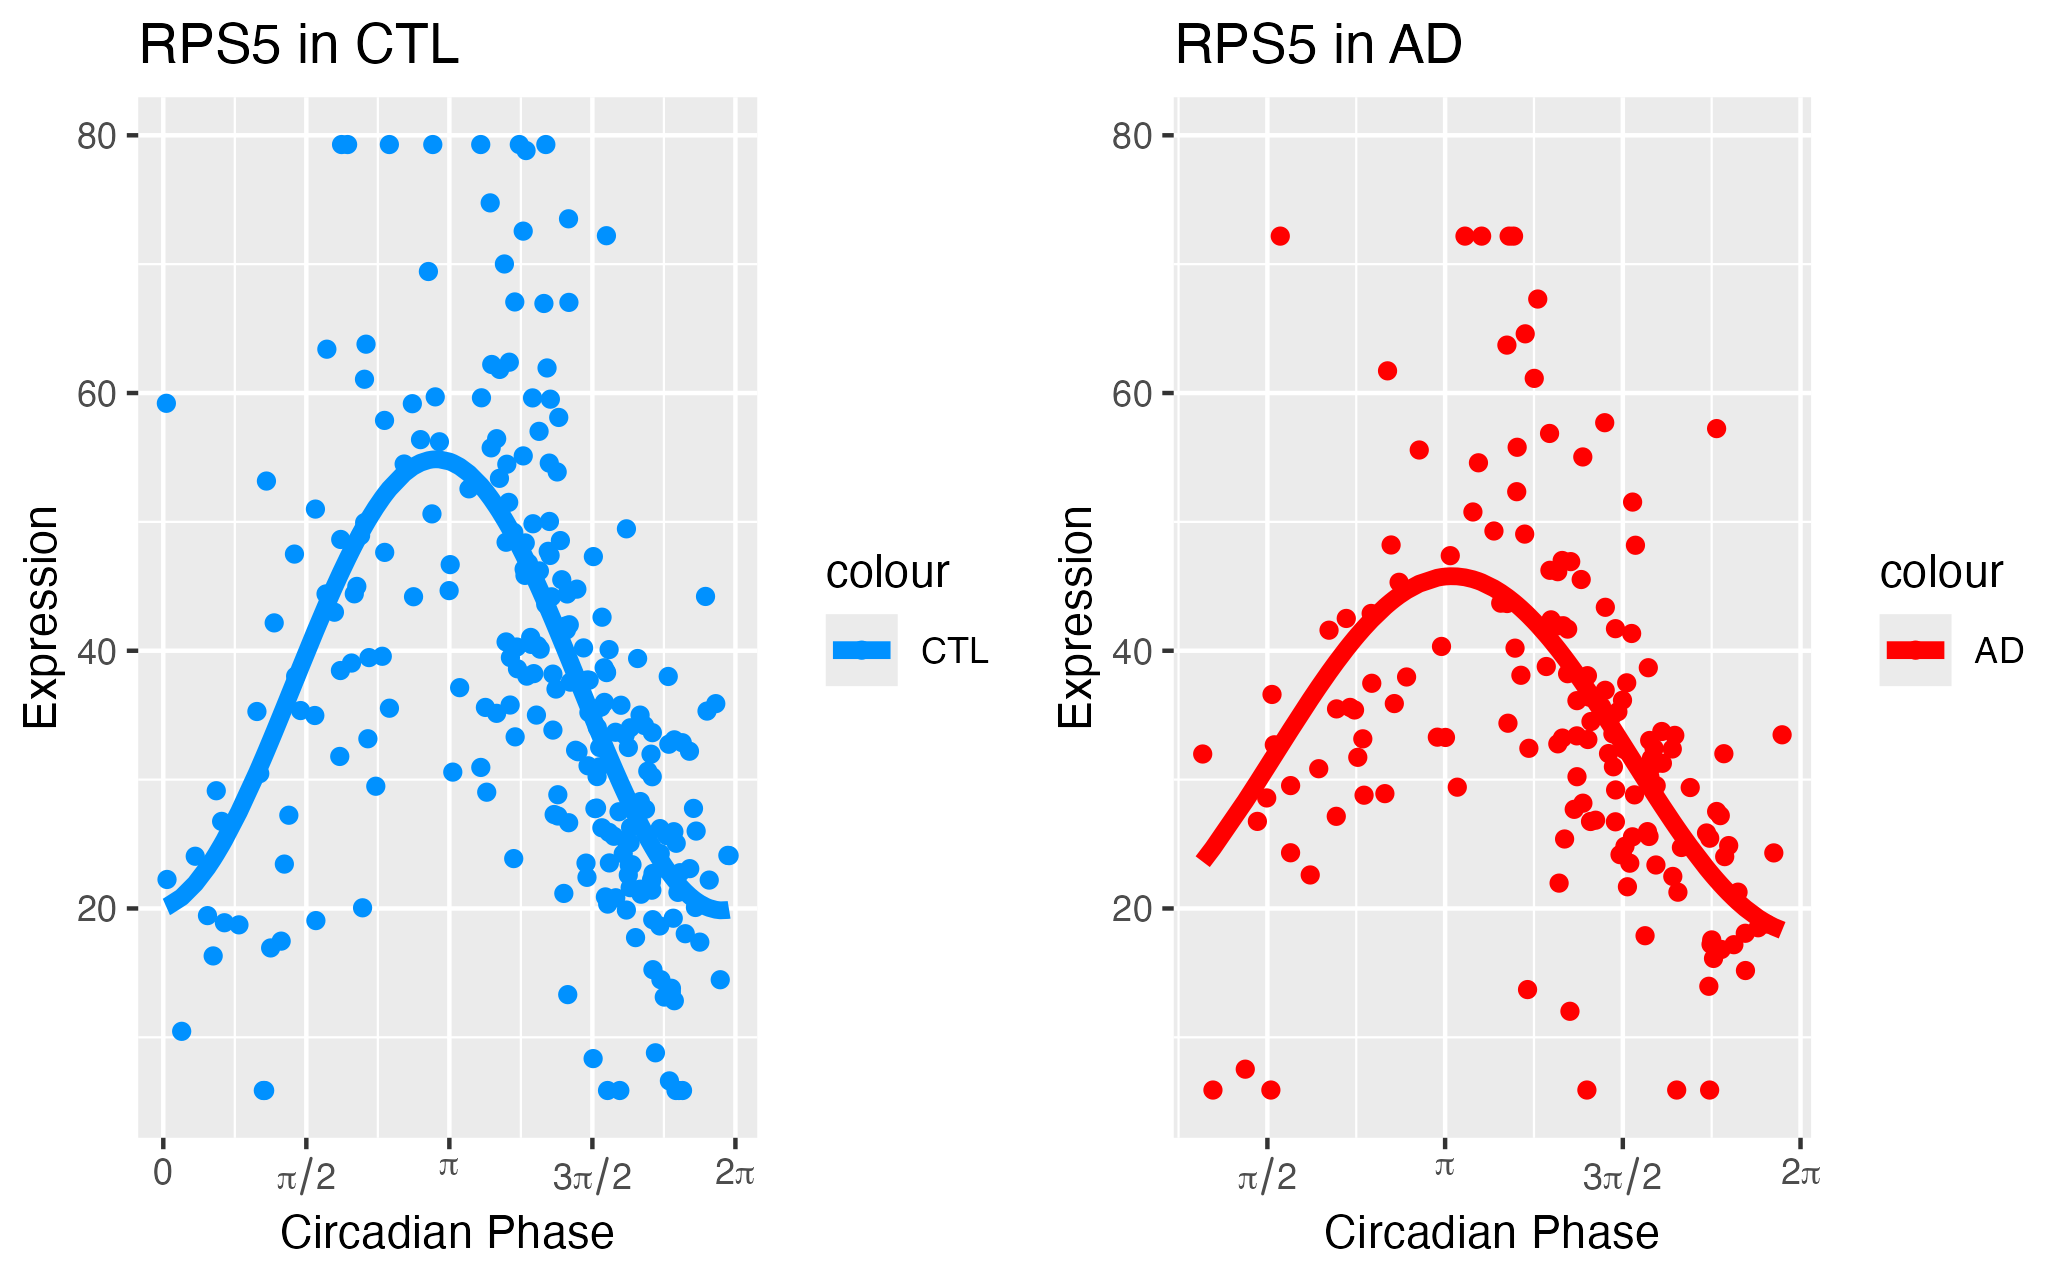 RPS5 in CTL
80
60
40
20
Expression
0 π/2 π 3π/2 2π
Circadian Phase
colour
CTL
RPS5 in AD
80
60
40
20
Expression
π/2 π 3π/2 2π
Circadian Phase
colour
AD